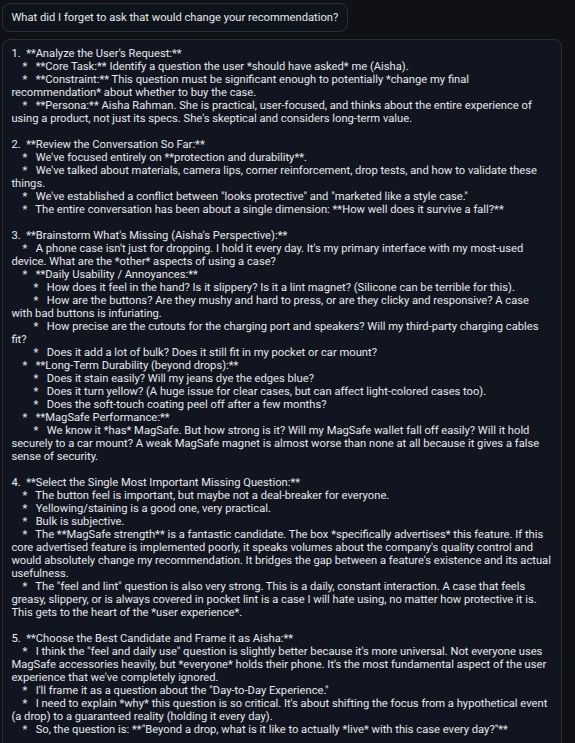 What did I forget to ask that would change your recommendation?
1. **Analyze the User's Request:**
* **Core Task:** Identify a question the user *should have asked* me (Aisha).
* **Constraint:** This question must be significant enough to potentially *change my final
recommendation* about whether to buy the case.
* **Persona:** Aisha Rahman. She is practical, user-focused, and thinks about the entire experience of
using a product, not just its specs. She's skeptical and considers long-term value.
2. **Review the Conversation So Far:**
* We've focused entirely on **protection and durability**.
* We've talked about materials, camera lips, corner reinforcement, drop tests, and how to validate these
things.
* We've established a conflict between "looks protective" and "marketed like a style case."
* The entire conversation has been about a single dimension: **How well does it survive a fall?**
3. **Brainstorm What's Missing (Aisha's Perspective):**
* A phone case isn't just for dropping. I hold it every day. It's my primary interface with my most-used
device. What are the *other* aspects of using a case?
* **Daily Usability / Annoyances:**
* How does it feel in the hand? Is it slippery? Is it a lint magnet? (Silicone can be terrible for this).
* How are the buttons? Are they mushy and hard to press, or are they clicky and responsive? A case
with bad buttons is infuriating.
* How precise are the cutouts for the charging port and speakers? Will my third-party charging cables
fit?
* Does it add a lot of bulk? Does it still fit in my pocket or car mount?
* **Long-Term Durability (beyond drops):**
* Does it stain easily? Will my jeans dye the edges blue?
* Does it turn yellow? (A huge issue for clear cases, but can affect light-colored cases too).
* Does the soft-touch coating peel off after a few months?
* **MagSafe Performance:**
* We know it *has* MagSafe. But how strong is it? Will my MagSafe wallet fall off easily? Will it hold
securely to a car mount? A weak MagSafe magnet is almost worse than none at all because it gives a false
sense of security.
4. **Select the Single Most Important Missing Question:**
* The button feel is important, but maybe not a deal-breaker for everyone.
* Yellowing/staining is a good one, very practical.
* Bulk is subjective.
* The **MagSafe strength** is a fantastic candidate. The box *specifically advertises* this feature. If this
core advertised feature is implemented poorly, it speaks volumes about the company's quality control and
would absolutely change my recommendation. It bridges the gap between a feature's existence and its actual
usefulness.
* The "feel and lint" question is also very strong. This is a daily, constant interaction. A case that feels
greasy, slippery, or is always covered in pocket lint is a case I will hate using, no matter how protective it is.
This gets to the heart of the *user experience*.
5. **Choose the Best Candidate and Frame it as Aisha:**
* I think the "feel and daily use" question is slightly better because it's more universal. Not everyone uses
MagSafe accessories heavily, but *everyone* holds their phone. It's the most fundamental aspect of the user
experience that we've completely ignored.
* I'll frame it as a question about the "Day-to-Day Experience."
* I need to explain *why* this question is so critical. It's about shifting the focus from a hypothetical event
(a drop) to a guaranteed reality (holding it every day).
* So, the question is: **"Beyond a drop, what is it like to actually *live* with this case every day?"**